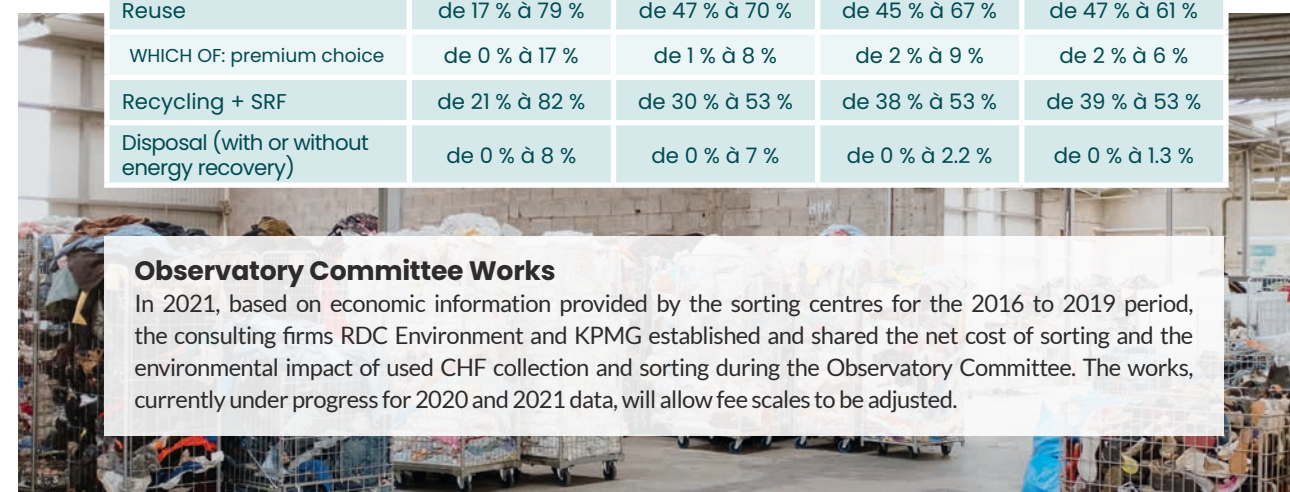 Reuse de 17 % à 79 % de 47 % à 70 % de 45 % à 67 % de 47 % à 61 %
WHICH OF: premium choice de 0 % à 17 % de 1 % à 8 % de 2 % à 9 % de 2 % à 6 %
Recycling + SRF de 21 % à 82 % de 30 % à 53 % de 38 % à 53 % de 39 % à 53 %
Disposal (with or without
energy recovery) de 0 % à 8 % de 0 % à 7 % de 0 % à 2.2 % de 0 % à 1.3 %
Observatory Committee Works
In 2021, based on economic information provided by the sorting centres for the 2016 to 2019 period,
the consulting firms RDC Environment and KPMG established and shared the net cost of sorting and the
environmental impact of used CHF collection and sorting during the Observatory Committee. The works,
currently under progress for 2020 and 2021 data, will allow fee scales to be adjusted.